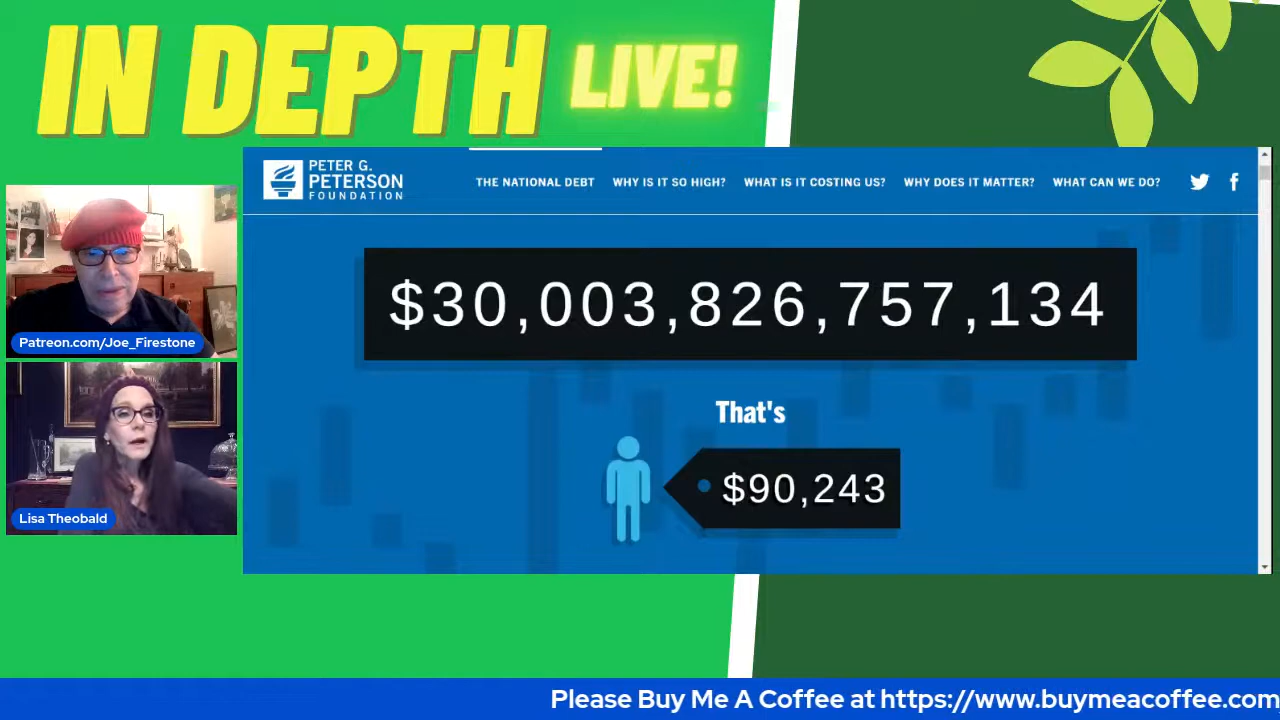 IN DEPTH LIVE!
PETER G.
PETERSON
FOUNDATION
THE NATIONAL DEBT WHY IS IT SO HIGH? WHAT IS IT COSTING US? WHY DOES IT MATTER? WHAT CAN WE DO?
$30,003,826,757,134
That's
$90,243
Patreon.com/Joe_Firestone
Lisa Theobald
Please Buy Me A Coffee at https://www.buymeacoffee.com